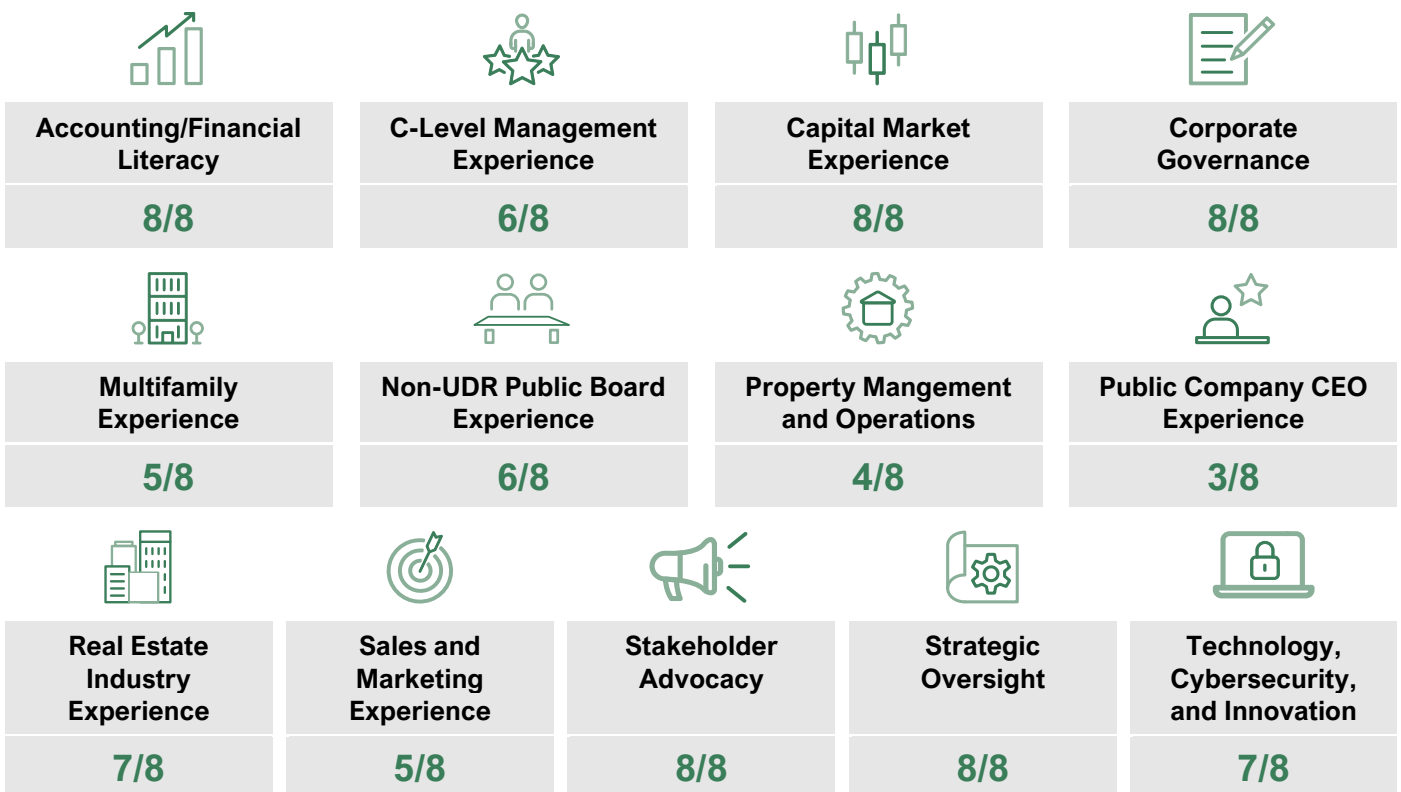 Accounting/Financial
Literacy
8/8
C-Level Management
Experience
6/8
Capital Market
Experience
8/8
Corporate
Governance
8/8
Multifamily
Experience
5/8
Non-UDR Public Board
Experience
6/8
Property Mangement
and Operations
4/8
Public Company CEO
Experience
3/8
Real Estate
Industry
Experience
7/8
Sales and
Marketing
Experience
5/8
Stakeholder
Advocacy
8/8
Strategic
Oversight
8/8
Technology,
Cybersecurity,
and Innovation
7/8